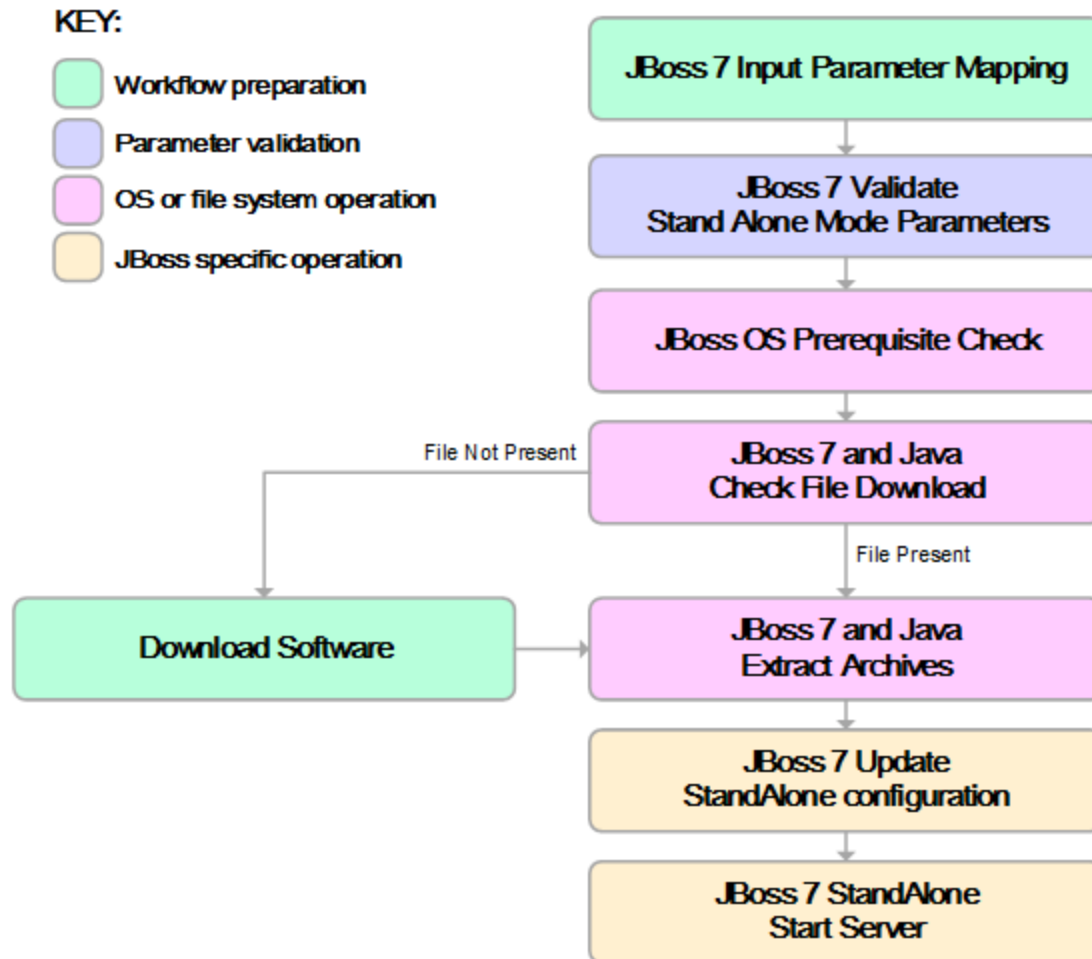 KEY:
Workflow preparation
Parameter validation
OS or file system operation
JBoss specific operation
JBoss 7 Input Parameter Mapping
JBoss 7 Validate
Stand Alone Mode Parameters
JBoss OS Prerequisite Check
File Not Present
JBoss 7 and Java
Check File Download
File Present
Download Software
JBoss 7 and Java
Extract Archives
JBoss 7 Update
StandAlone configuration
JBoss 7 StandAlone
Start Server